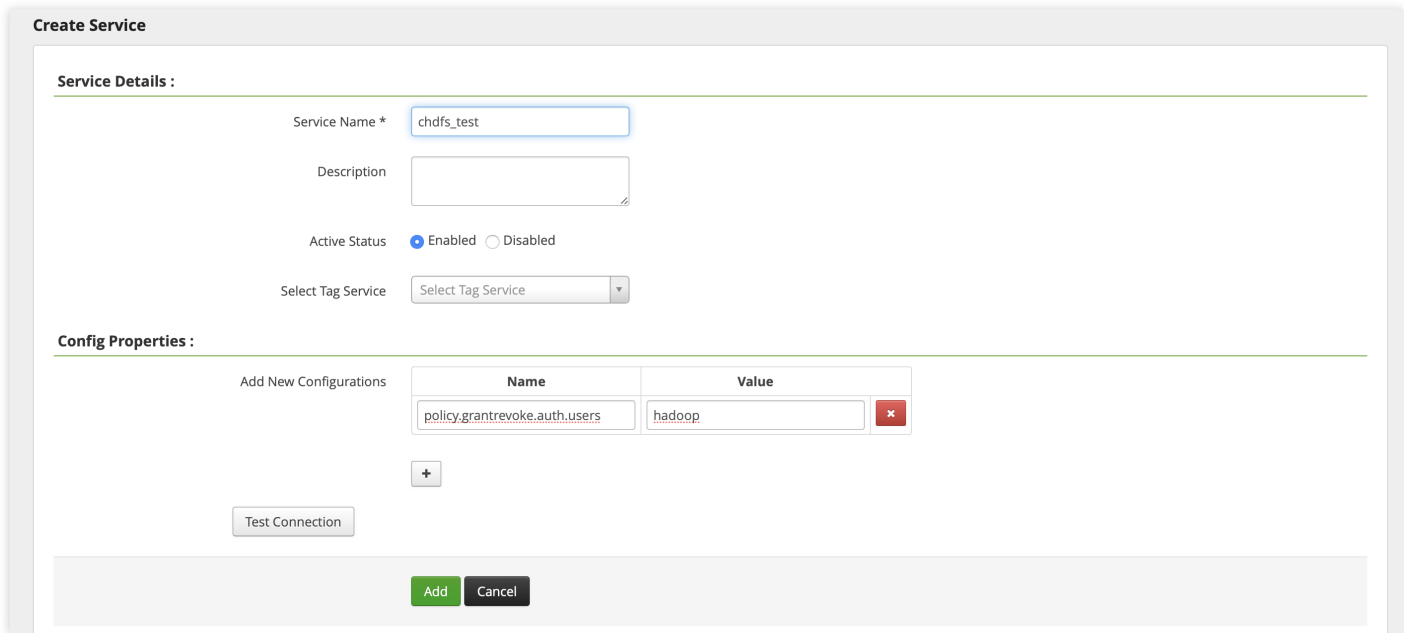 Create Service
Service Details :
Service Name *
chdfs_test
Description
Active Status
Enabled Disabled
Select Tag Service
Select Tag Service
Config Properties :
Add New Configurations
Name Value
policy.grantrevoke.auth.users hadoop
Test Connection
Add Cancel